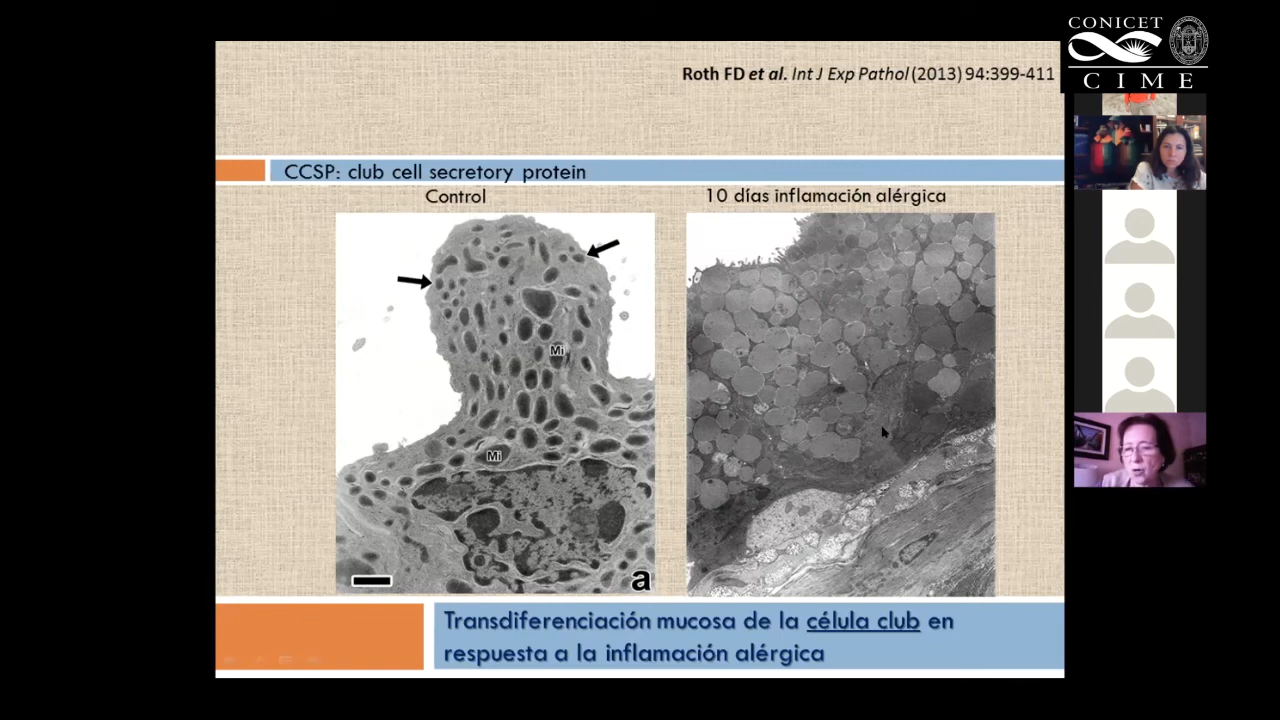 CONICET
CIME
Roth FD et al. Int J Exp Pathol (2013) 94:399-411
CCSP: club cell secretory protein
Control
10 días inflamación alérgica
Mi
Mi
a
Transdiferenciación mucosa de la célula club en
respuesta a la inflamación alérgica